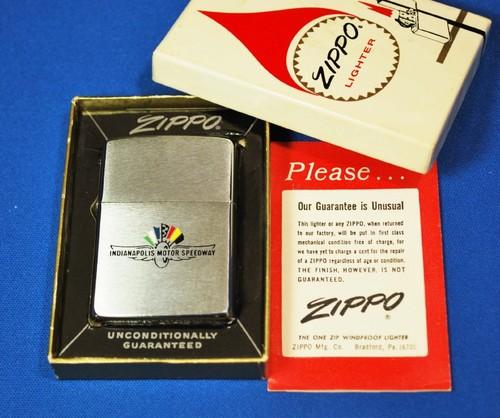 ZIPPO
LIGHTER
ZIPPO
INDIANAPOLIS MOTOR SPEEDWAY
UNCONDITIONALLY
GUARANTEED
Please...
Our Guarantee is Unusual
This lighter or any ZIPPO, when returned
to our factory, will be put in first class
mechanical condition free of charge, for
we have yet to charge a cent for the repair
of a ZIPPO regardless of age or condition.
THE FINISH, HOWEVER, IS NOT
GUARANTEED.
ZIPPO
THE ONE ZIP WINDPROOF LIGHTER
ZIPPO Mfg. Co. Bradford, Pa. 16701